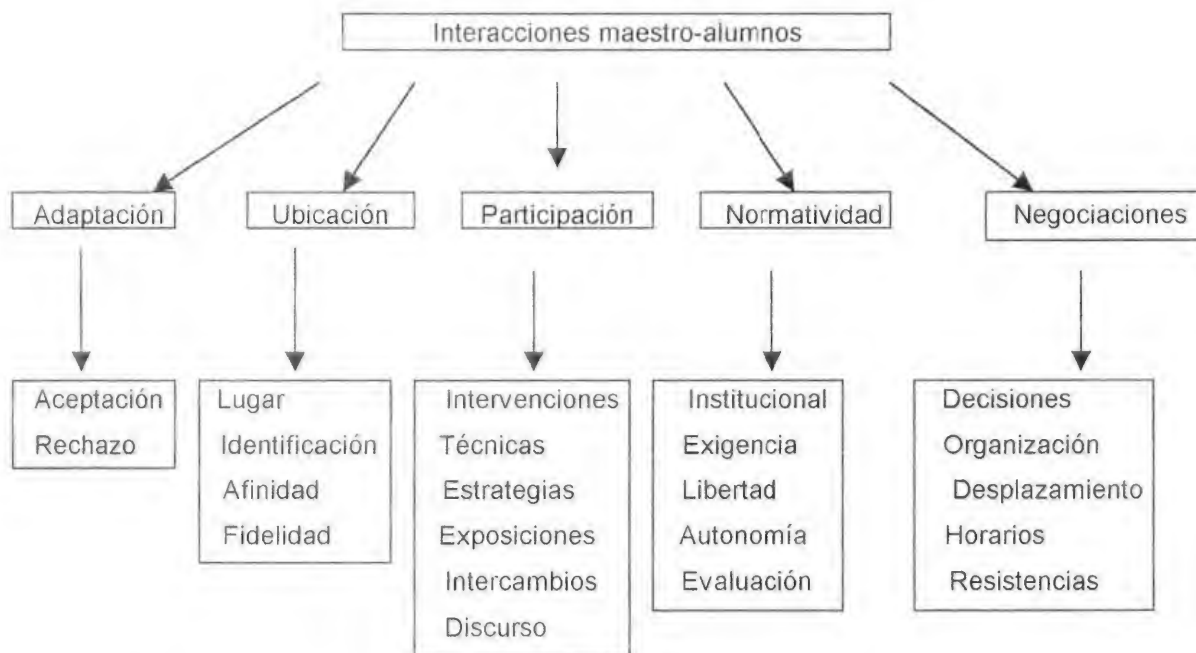 Interacciones maestro-alumnos
Adaptación
Ubicación
Participación
Normatividad
Negociaciones
Aceptación
Rechazo
Lugar
Identificación
Afinidad
Fidelidad
Intervenciones
Técnicas
Estrategias
Exposiciones
Intercambios
Discurso
Institucional
Exigencia
Libertad
Autonomía
Evaluación
Decisiones
Organización
Desplazamiento
Horarios
Resistencias